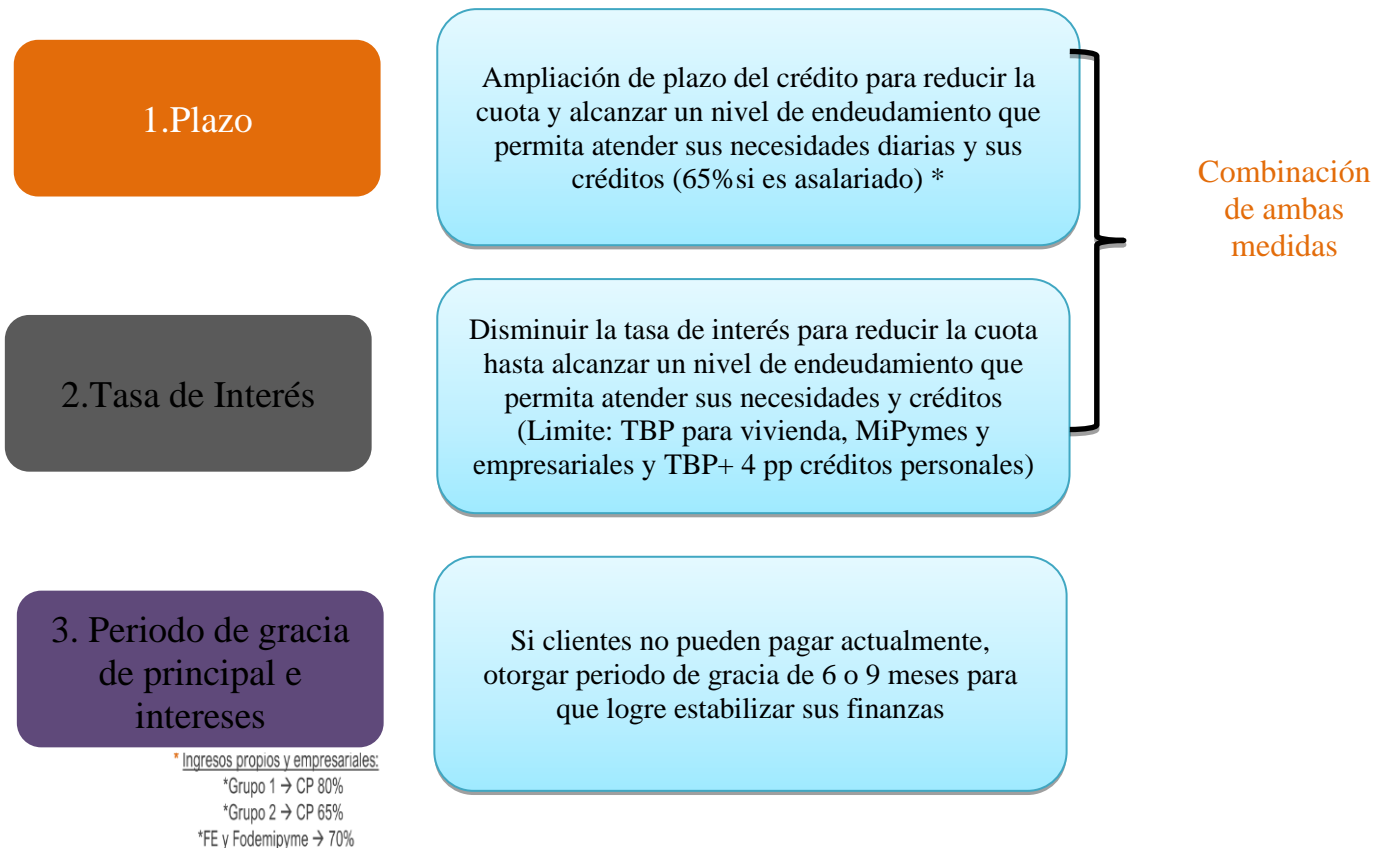 1.Plazo
Ampliación de plazo del crédito para reducir la
cuota y alcanzar un nivel de endeudamiento que
permita atender sus necesidades diarias y sus
créditos (65%si es asalariado) *
Combinación
de ambas
medidas
2.Tasa de Interés
Disminuir la tasa de interés para reducir la cuota
hasta alcanzar un nivel de endeudamiento que
permita atender sus necesidades y créditos
(Limite: TBP para vivienda, MiPymes y
empresariales y TBP+ 4 pp créditos personales)
3. Periodo de gracia
de principal e
intereses
Si clientes no pueden pagar actualmente,
otorgar periodo de gracia de 6 o 9 meses para
que logre estabilizar sus finanzas
* Ingresos propios y empresariales:
*Grupo 1 → CP 80%
*Grupo 2 → CP 65%
*FE y Fodemipyme → 70%